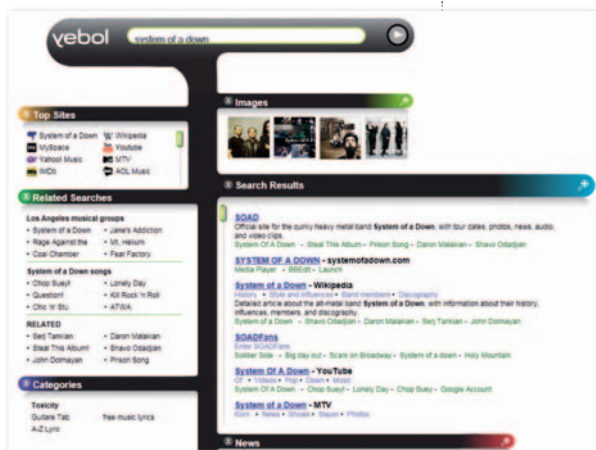 yebol
system of a down
Top Sites
System of a Down
Wikipedia
MySpace
Youtube
Yahoo! Music
MTV
IMDb
AOL Music
Related Searches
Los Angeles musical groups
• System of a Down • Jane's Addiction
• Rage Against the • Mt. Helium
• Coal Chamber • Fear Factory
System of a Down songs
• Chop Suey! • Lonely Day
• Question! • Kill Rock 'n Roll
• Chic 'n' Stu • ATWA
RELATED
• Serj Tankian • Daron Malakian
• Steal This Album! • Shavo Odadjian
• John Dolmayan • Prison Song
Categories
Toxicity
Guitare Tab free music lyrics
A-Z Lyric
Images
Search Results
SOAD
Official site for the quirky heavy metal band System of a Down, with tour dates, photos, news, audio,
and video clips.
System Of A Down - Steal This Album - Prison Song - Daron Malakian - Shavo Odadjian
SYSTEM OF A DOWN - systemofadown.com
Media Player - BBEdit - Launch
System of a Down - Wikipedia
History • Style and influences • Band members • Discography
Detailed article about the alt-metal band System of a Down, with information about their history,
influences, members, and discography.
System of a Down - Shavo Odadjian - Daron Malakian - Serj Tankian - John Dolmayan
SOADFans
Enter SOADFans
Soldier Side - Big day out - Scars on Broadway - System of a down - Holy Mountain
System Of A Down - YouTube
Of • Videos • Pop • Down • Music
System Of A Down - Chop Suey! - Lonely Day - Chop Suey - Google Account
System of a Down - MTV
Korn • News • Shows • Slayer • Photos
News